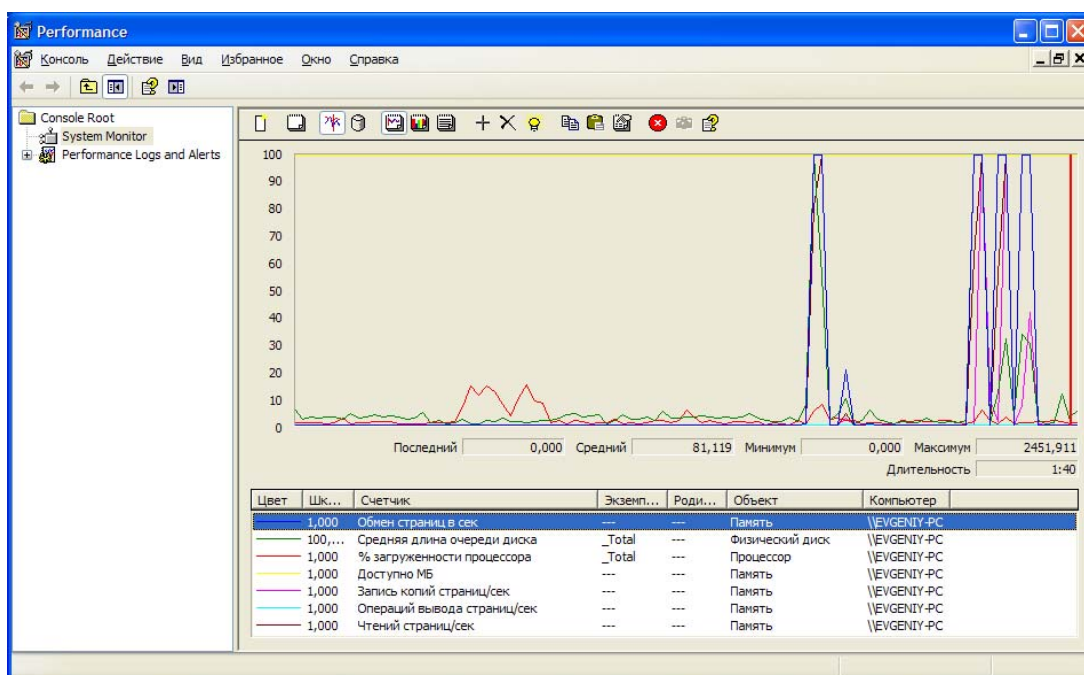 Performance
Консоль Действие Вид Избранное Окно Справка
Console Root
System Monitor
Performance Logs and Alerts
100
90
80
70
60
50
40
30
20
10
0
Последний 0,000 Средний 81,119 Минимум 0,000 Максимум 2451,911
Длительность 1:40
Цвет Шк... Счетчик Экземп... Роди... Объект Компьютер
1,000 Обмен страниц в сек --- --- Память \\EVGENIY-PC
100,... Средняя длина очереди диска _Total --- Физический диск \\EVGENIY-PC
1,000 % загруженности процессора _Total --- Процессор \\EVGENIY-PC
1,000 Доступно МБ --- --- Память \\EVGENIY-PC
1,000 Запись копий страниц/сек --- --- Память \\EVGENIY-PC
1,000 Операций вывода страниц/сек --- --- Память \\EVGENIY-PC
1,000 Чтений страниц/сек --- --- Память \\EVGENIY-PC